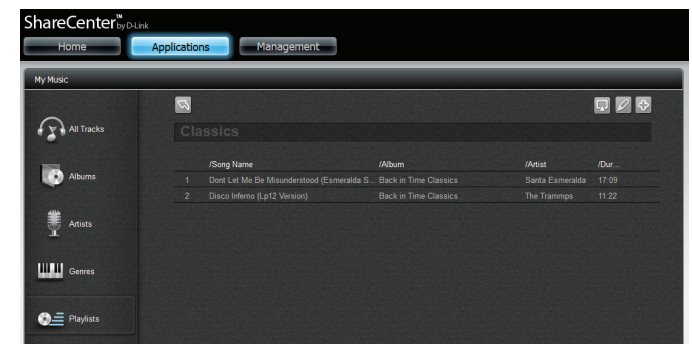 ShareCenter™ by D-Link
Home Applications Management
My Music
All Tracks
Albums
Artists
Genres
Playlists
Classics
/Song Name /Album /Artist /Dur...
1 Dont Let Me Be Misunderstood (Esmeralda S... Back in Time Classics Santa Esmeralda 17:09
2 Disco Inferno (Lp12 Version) Back in Time Classics The Trammps 11:22